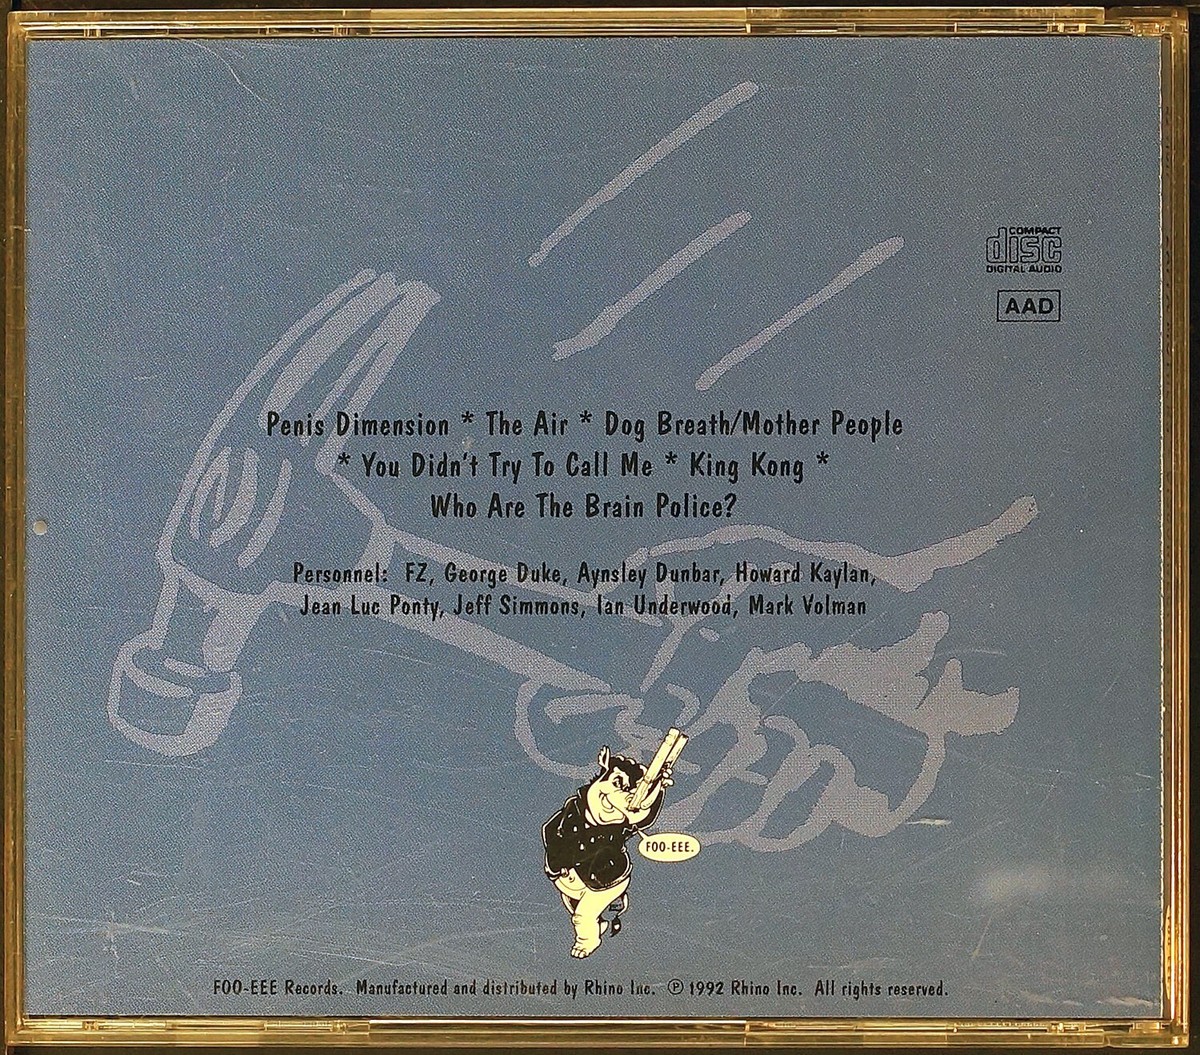 COMPACT
disc
DIGITAL AUDIO
AAD
Penis Dimension * The Air * Dog Breath/Mother People
* You Didn't Try To Call Me * King Kong *
Who Are The Brain Police?
Personnel: FZ, George Duke, Aynsley Dunbar, Howard Kaylan,
Jean Luc Ponty, Jeff Simmons, Ian Underwood, Mark Volman
FOO-EEE.
FOO-EEE Records. Manufactured and distributed by Rhino Inc. ℗ 1992 Rhino Inc. All rights reserved.